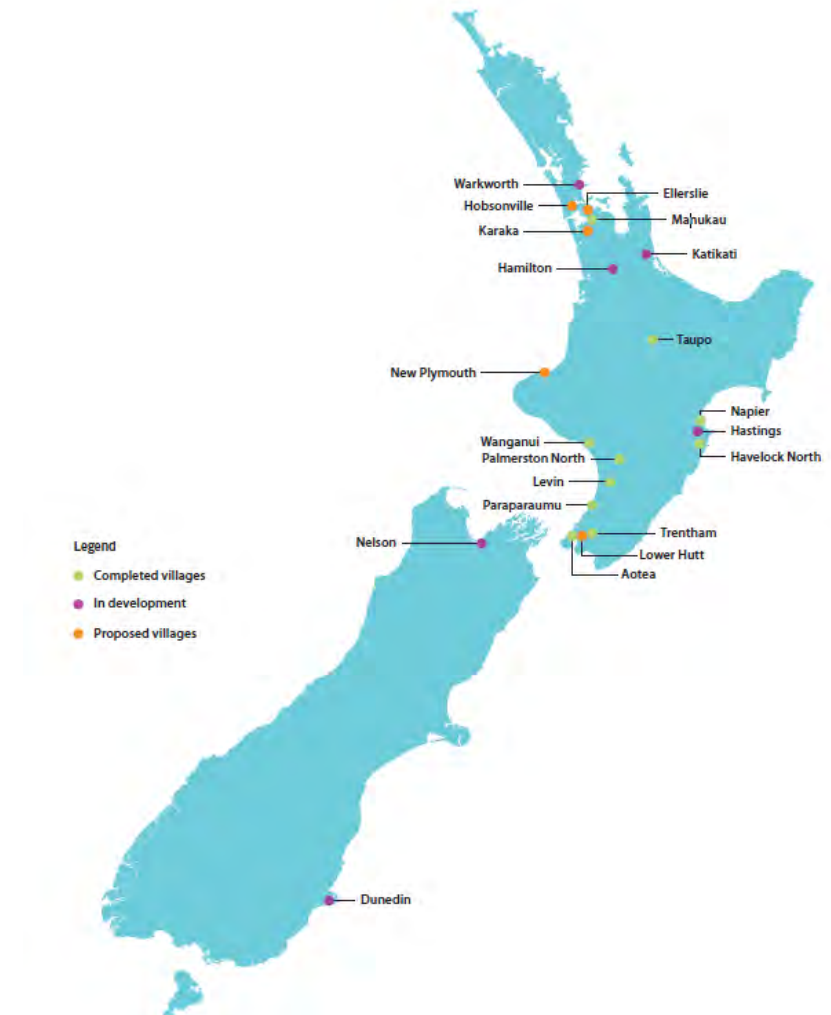 Warkworth
Ellerslie
Hobsonville
Manukau
Karaka
Katikati
Hamilton
Taupo
New Plymouth
Napier
Hastings
Wanganui
Havelock North
Palmerston North
Levin
Paraparaumu
Trentham
Nelson
Lower Hutt
Aotea
Legend
Completed villages
In development
Proposed villages
Dunedin